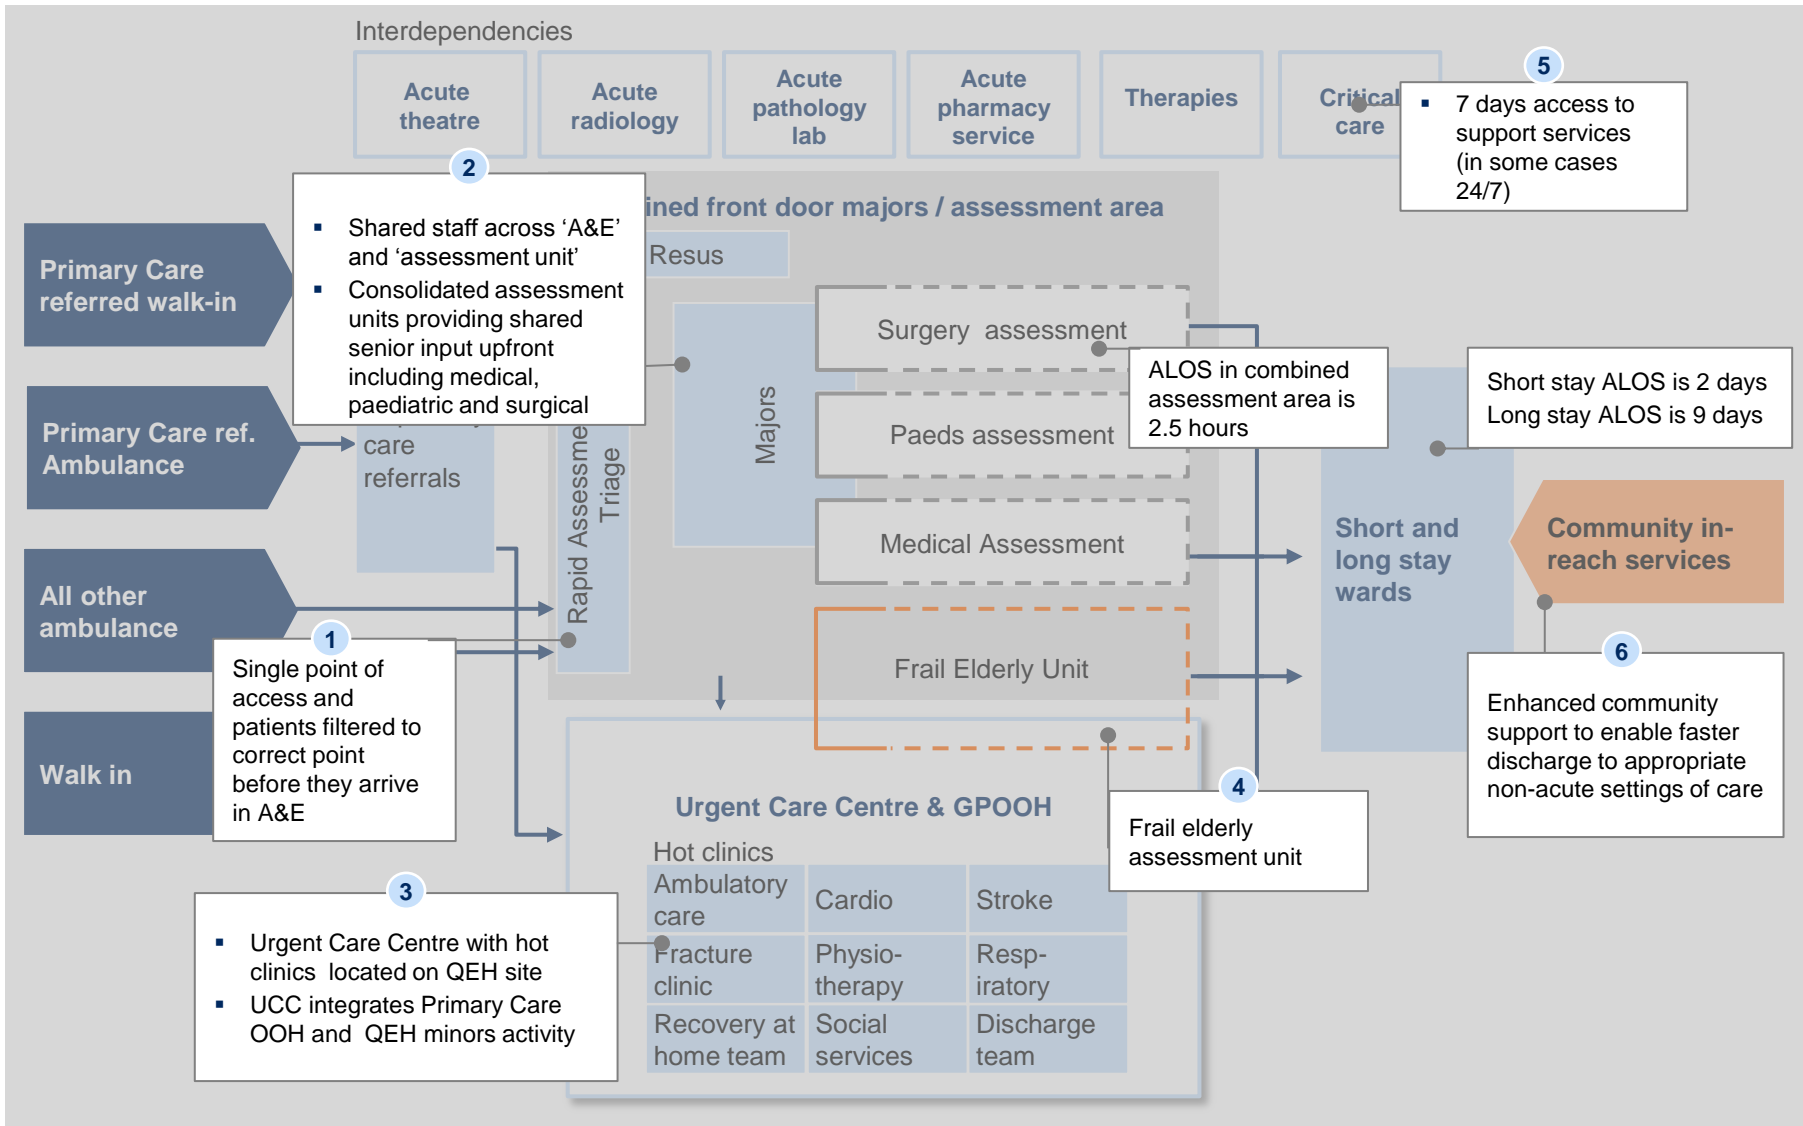 Interdependencies
Acute
theatre
Acute
radiology
Acute
pathology
lab
Acute
pharmacy
service
Therapies
Critical
care
5
▪ 7 days access to
support services
(in some cases
24/7)
2
▪ Shared staff across ‘A&E’
and ‘assessment unit’
▪ Consolidated assessment
units providing shared
senior input upfront
including medical,
paediatric and surgical
front door majors / assessment area
Primary Care
referred walk-in
Primary Care ref.
Ambulance
All other
ambulance
Walk in
care
referrals
1
Single point of
access and
patients filtered to
correct point
before they arrive
in A&E
Rapid
Triage
Resus
Majors
Surgery assessment
Paeds assessment
Medical Assessment
Frail Elderly Unit
ALOS in combined
assessment area is
2.5 hours
Short stay ALOS is 2 days
Long stay ALOS is 9 days
Short and
long stay
wards
Community in-
reach services
6
Enhanced community
support to enable faster
discharge to appropriate
non-acute settings of care
4
Frail elderly
assessment unit
Urgent Care Centre & GPOOH
Hot clinics
Ambulatory
care
Cardio
Stroke
Fracture
clinic
Physio-
therapy
Resp-
iratory
Recovery at
home team
Social
services
Discharge
team
3
▪ Urgent Care Centre with hot
clinics located on QEH site
▪ UCC integrates Primary Care
OOH and QEH minors activity